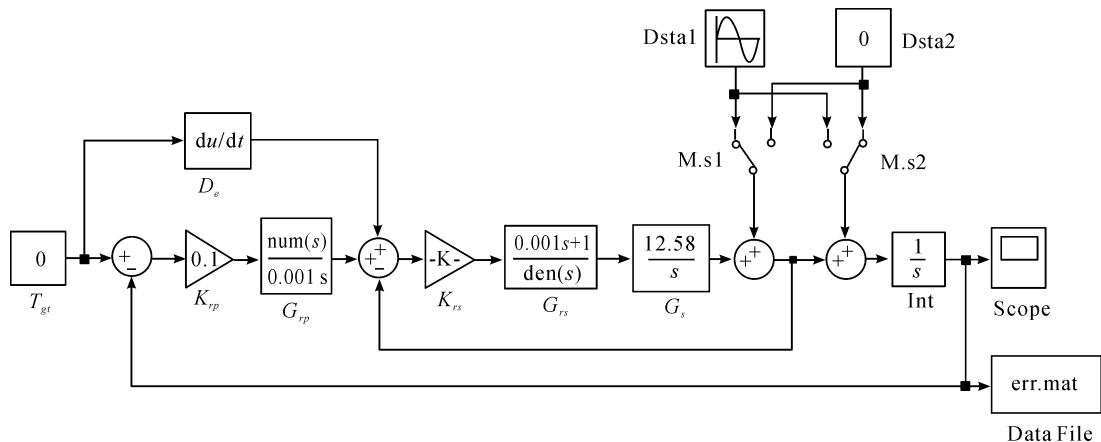 Dsta1
0
Dsta2
du/dt
D_e
M.s1
M.s2
0
T_gt
+
−
0.1
K_rp
num(s)
0.001 s
G_rp
+
+
−
-K-
K_rs
0.001s+1
den(s)
G_rs
12.58
s
G_s
+
+
+
+
1
s
Int
Scope
err.mat
Data File